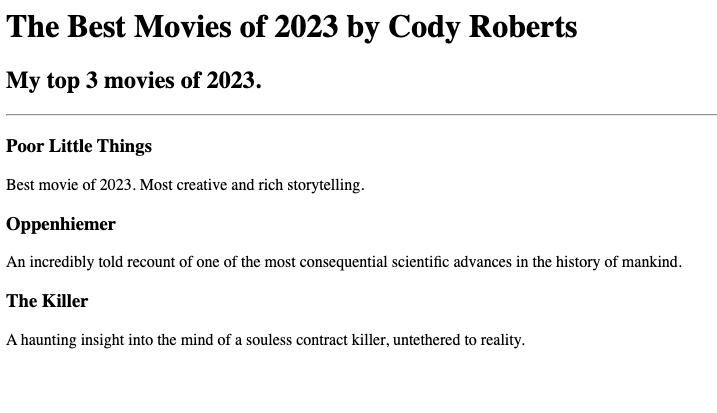 The Best Movies of 2023 by Cody Roberts
My top 3 movies of 2023.
Poor Little Things
Best movie of 2023. Most creative and rich storytelling.
Oppenhiemer
An incredibly told recount of one of the most consequential scientific advances in the history of mankind.
The Killer
A haunting insight into the mind of a souless contract killer, untethered to reality.